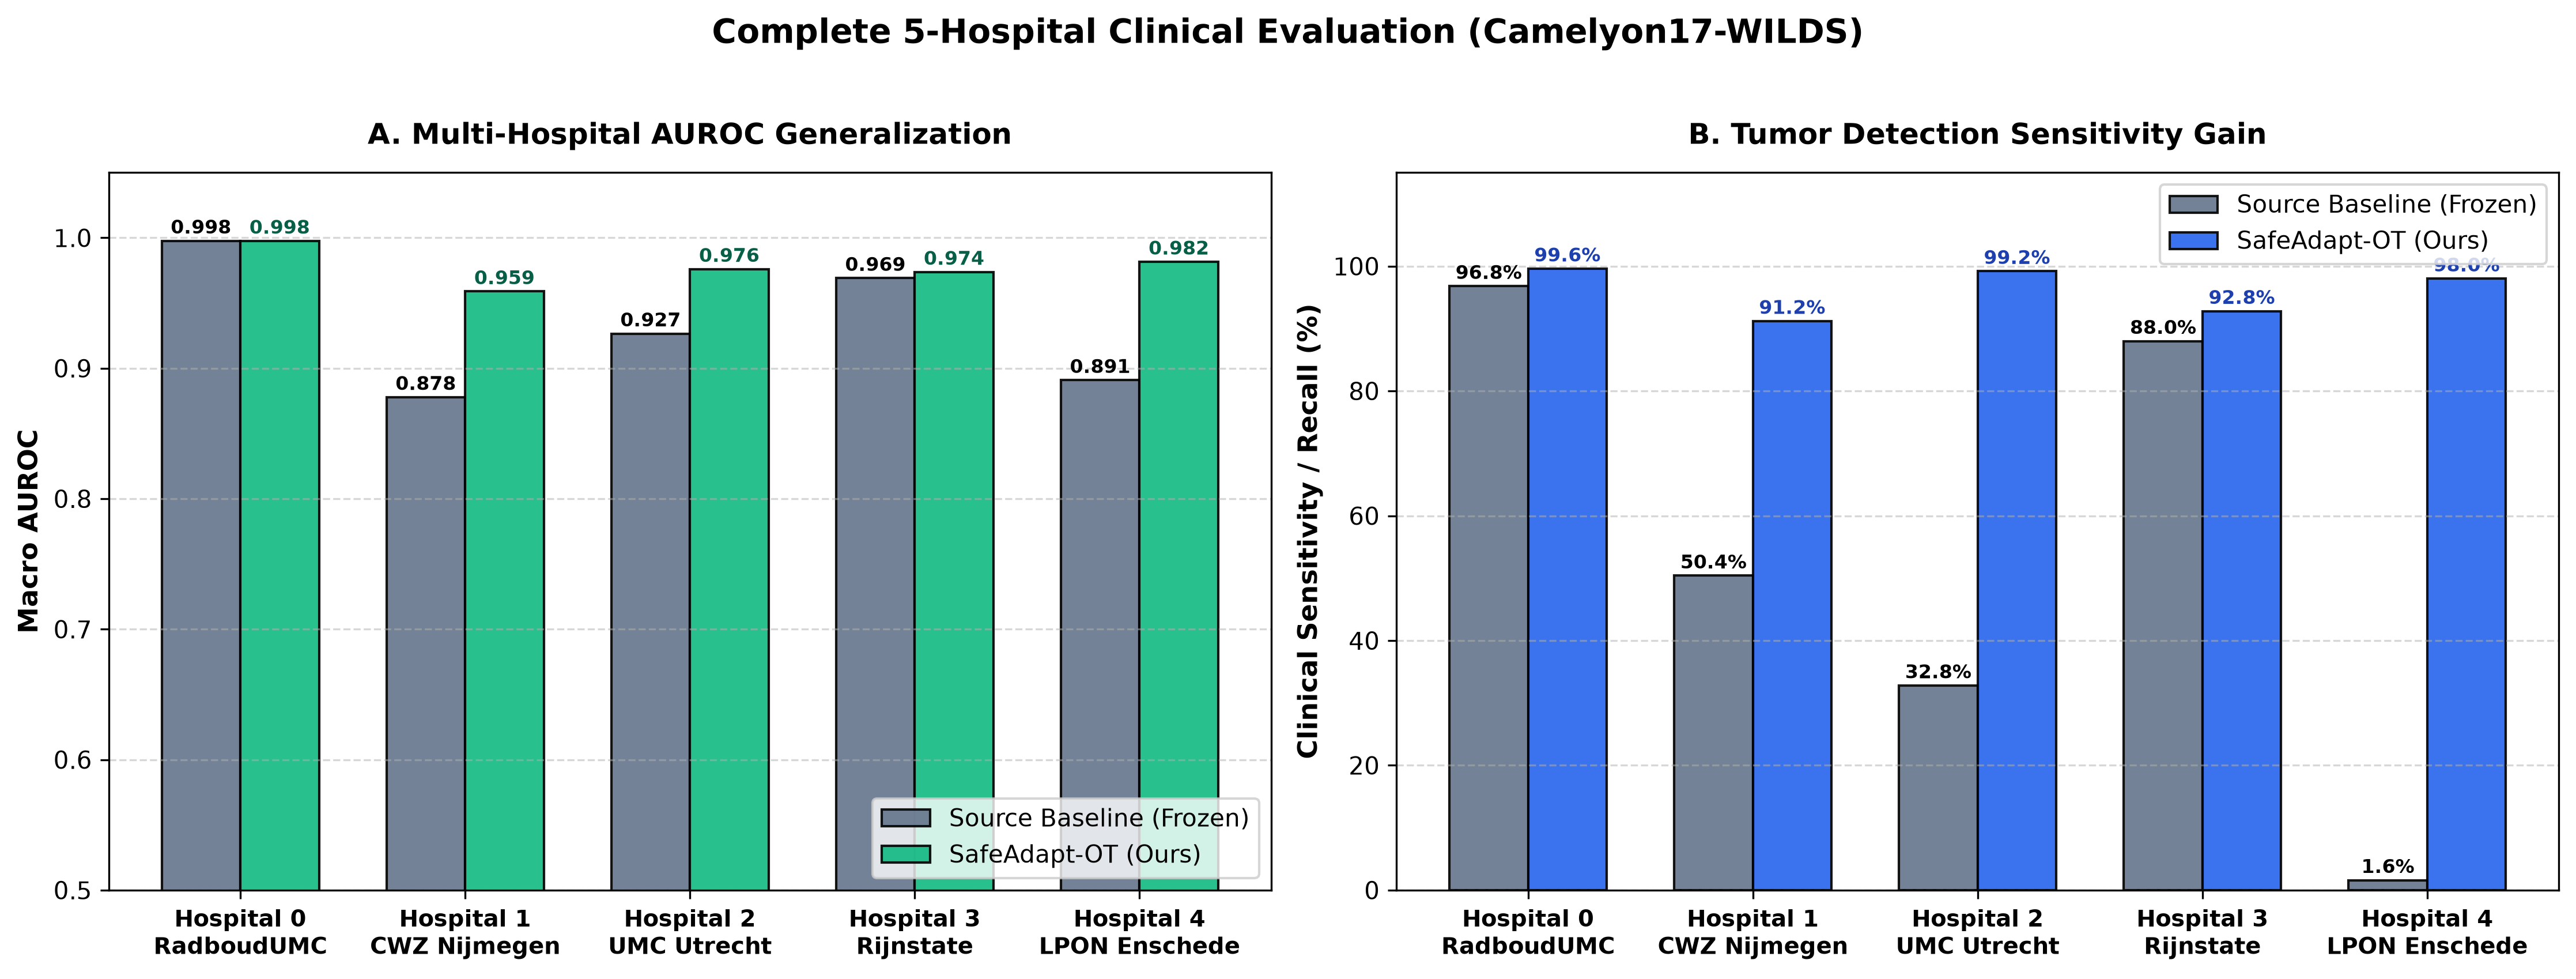 Complete 5-Hospital Clinical Evaluation (Camelyon17-WILDS)
A. Multi-Hospital AUROC Generalization
Macro AUROC
1.0
0.9
0.8
0.7
0.6
0.5
0.998
0.998
0.878
0.959
0.927
0.976
0.969
0.974
0.891
0.982
Source Baseline (Frozen)
SafeAdapt-OT (Ours)
Hospital 0
RadboudUMC
Hospital 1
CWZ Nijmegen
Hospital 2
UMC Utrecht
Hospital 3
Rijnstate
Hospital 4
LPON Enschede
B. Tumor Detection Sensitivity Gain
Clinical Sensitivity / Recall (%)
100
80
60
40
20
0
Source Baseline (Frozen)
SafeAdapt-OT (Ours)
96.8%
99.6%
50.4%
91.2%
32.8%
99.2%
88.0%
92.8%
1.6%
98.0%
Hospital 0
RadboudUMC
Hospital 1
CWZ Nijmegen
Hospital 2
UMC Utrecht
Hospital 3
Rijnstate
Hospital 4
LPON Enschede